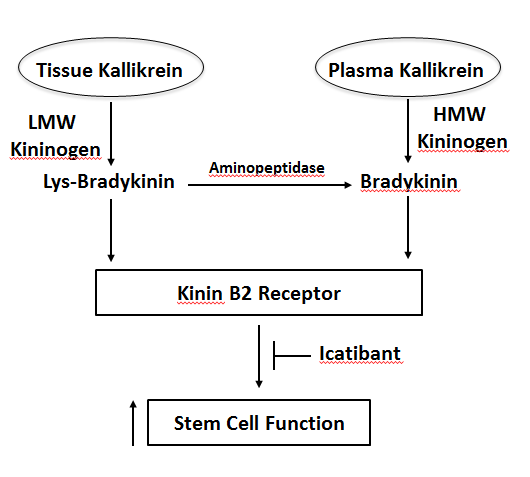 Tissue Kallikrein
Plasma Kallikrein
LMW
Kininogen
HMW
Kininogen
Lys-Bradykinin
Aminopeptidase
Bradykinin
Kinin B2 Receptor
Icatibant
Stem Cell Function